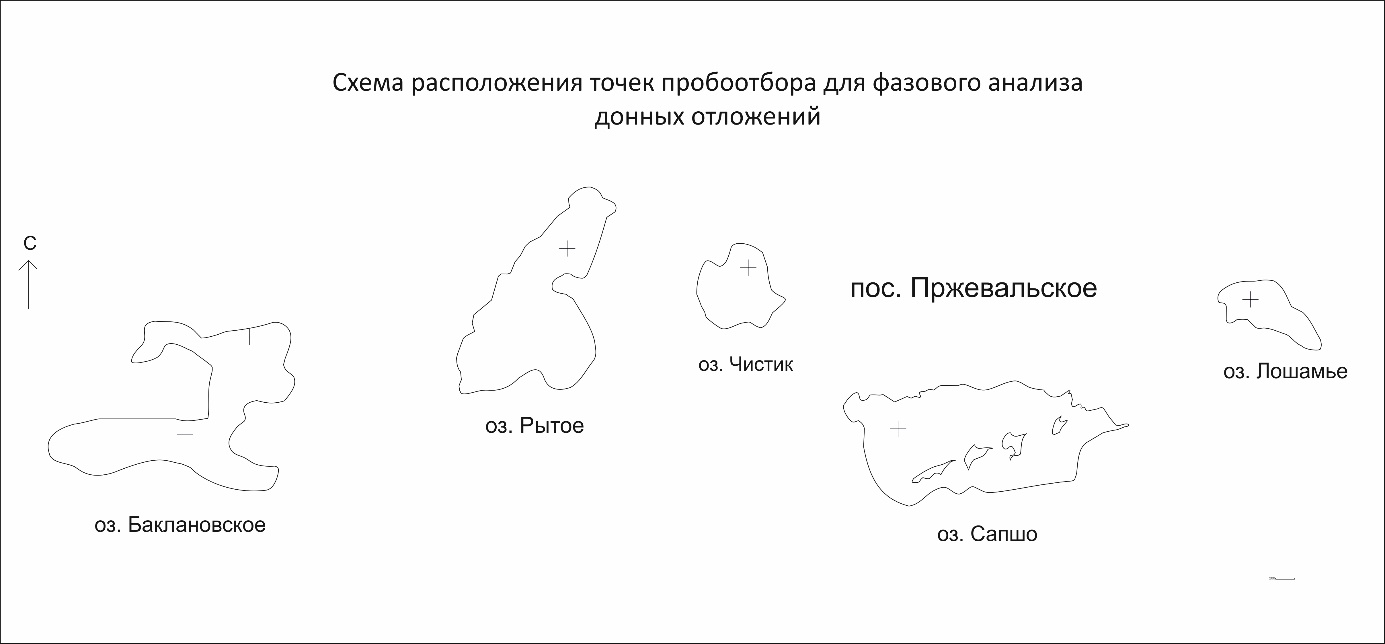 Схема расположения точек пробоотбора для фазового анализа
донных отложений
С
пос. Пржевальское
оз. Чистик
оз. Лошамье
оз. Рытое
оз. Баклановское
оз. Сапшо